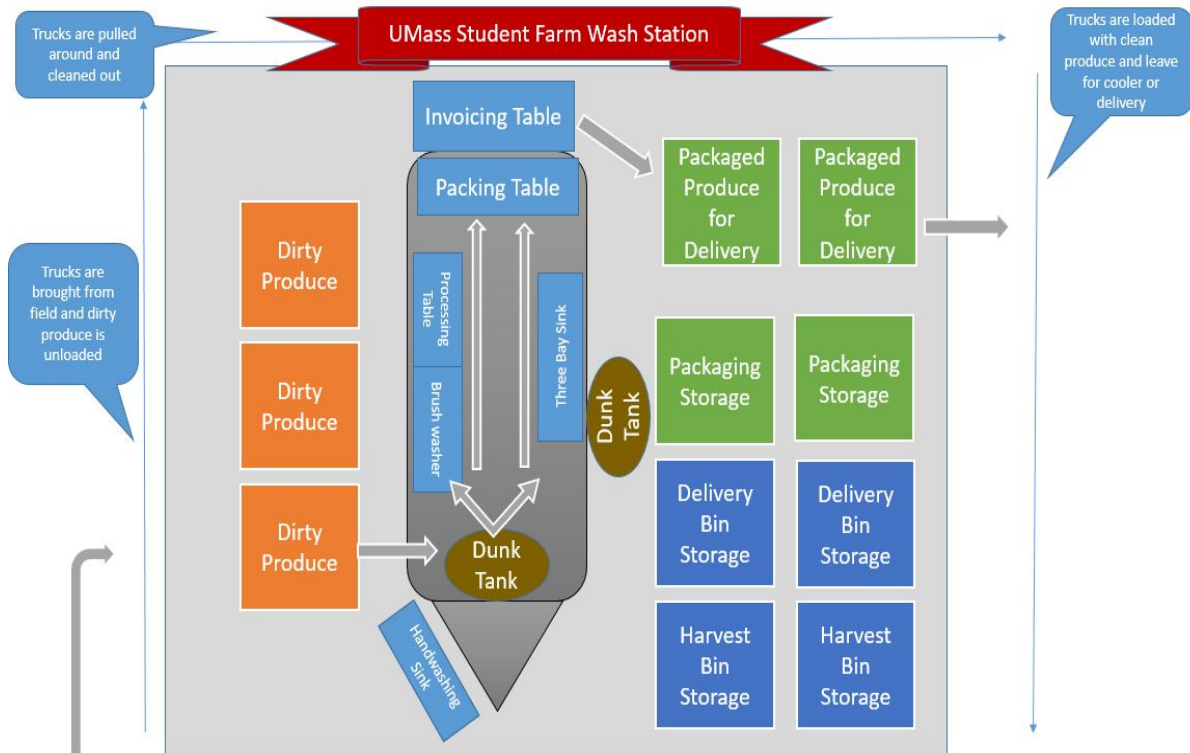 UMass Student Farm Wash Station
Trucks are pulled
around and
cleaned out
Trucks are loaded
with clean
produce and leave
for cooler or
delivery
Invoicing Table
Packing Table
Packaged
Produce
for
Delivery
Packaged
Produce
for
Delivery
Dirty
Produce
Trucks are
brought from
field and dirty
produce is
unloaded
Processing
Table
Three Bay Sink
Dirty
Produce
Brush washer
Dunk
Tank
Packaging
Storage
Packaging
Storage
Dirty
Produce
Dunk
Tank
Delivery
Bin
Storage
Delivery
Bin
Storage
Handwashing
Sink
Harvest
Bin
Storage
Harvest
Bin
Storage